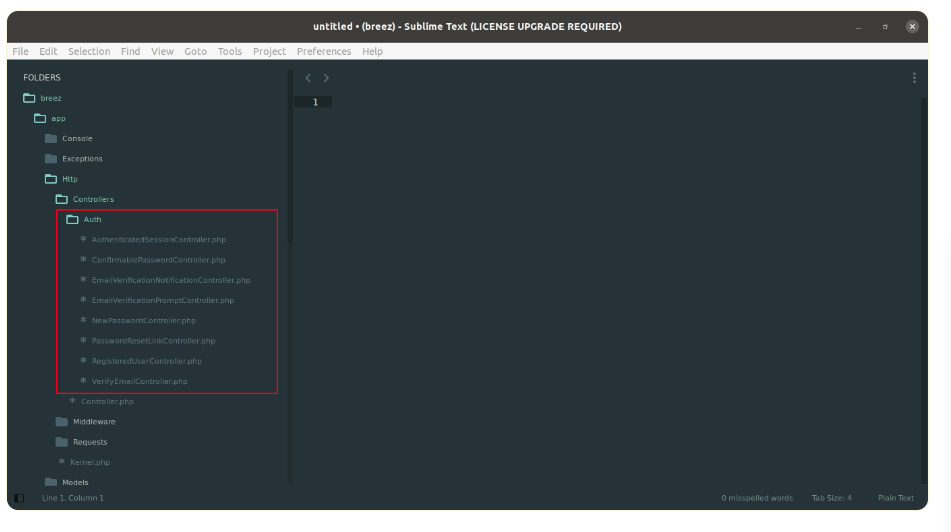 untitled • (breez) - Sublime Text (LICENSE UPGRADE REQUIRED)
File Edit Selection Find View Goto Tools Project Preferences Help
FOLDERS
breez
app
Console
Exceptions
Http
Controllers
Auth
* AuthenticatedSessionController.php
* ConfirmablePasswordController.php
* EmailVerificationNotificationController.php
* EmailVerificationPromptController.php
* NewPasswordController.php
* PasswordResetLinkController.php
* RegisteredUserController.php
* VerifyEmailController.php
* Controller.php
Middleware
Requests
* Kernel.php
Models
1
Line 1, Column 1 0 misspelled words Tab Size: 4 Plain Text